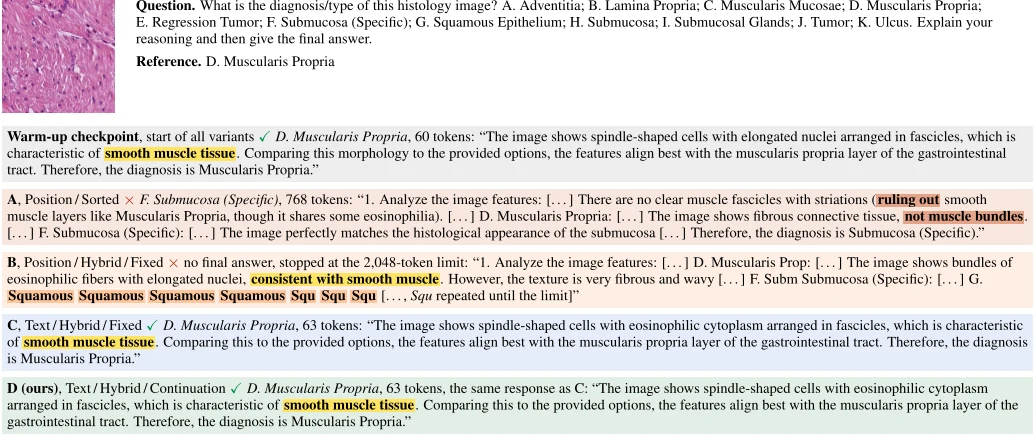 Question. What is the diagnosis/type of this histology image? A. Adventitia; B. Lamina Propria; C. Muscularis Mucosae; D. Muscularis Propria;
E. Regression Tumor; F. Submucosa (Specific); G. Squamous Epithelium; H. Submucosa; I. Submucosal Glands; J. Tumor; K. Ulcus. Explain your
reasoning and then give the final answer.
Reference. D. Muscularis Propria
Warm-up checkpoint, start of all variants ✓ D. Muscularis Propria, 60 tokens: “The image shows spindle-shaped cells with elongated nuclei arranged in fascicles, which is
characteristic of smooth muscle tissue. Comparing this morphology to the provided options, the features align best with the muscularis propria layer of the gastrointestinal
tract. Therefore, the diagnosis is Muscularis Propria.”
A, Position / Sorted × F. Submucosa (Specific), 768 tokens: “1. Analyze the image features: [...] There are no clear muscle fascicles with striations (ruling out smooth
muscle layers like Muscularis Propria, though it shares some eosinophilia). [...] D. Muscularis Propria: [...] The image shows fibrous connective tissue, not muscle bundles.
[...] F. Submucosa (Specific): [...] The image perfectly matches the histological appearance of the submucosa [...] Therefore, the diagnosis is Submucosa (Specific).”
B, Position / Hybrid / Fixed × no final answer, stopped at the 2,048-token limit: “1. Analyze the image features: [...] D. Muscularis Prop: [...] The image shows bundles of
eosinophilic fibers with elongated nuclei, consistent with smooth muscle. However, the texture is very fibrous and wavy [...] F. Subm Submucosa (Specific): [...] G.
Squamous Squamous Squamous Squamous Squ Squ Squ [..., Squ repeated until the limit]”
C, Text / Hybrid / Fixed ✓ D. Muscularis Propria, 63 tokens: “The image shows spindle-shaped cells with eosinophilic cytoplasm arranged in fascicles, which is characteristic
of smooth muscle tissue. Comparing this to the provided options, the features align best with the muscularis propria layer of the gastrointestinal tract. Therefore, the diagnosis
is Muscularis Propria.”
D (ours), Text / Hybrid / Continuation ✓ D. Muscularis Propria, 63 tokens, the same response as C: “The image shows spindle-shaped cells with eosinophilic cytoplasm
arranged in fascicles, which is characteristic of smooth muscle tissue. Comparing this to the provided options, the features align best with the muscularis propria layer of the
gastrointestinal tract. Therefore, the diagnosis is Muscularis Propria.”